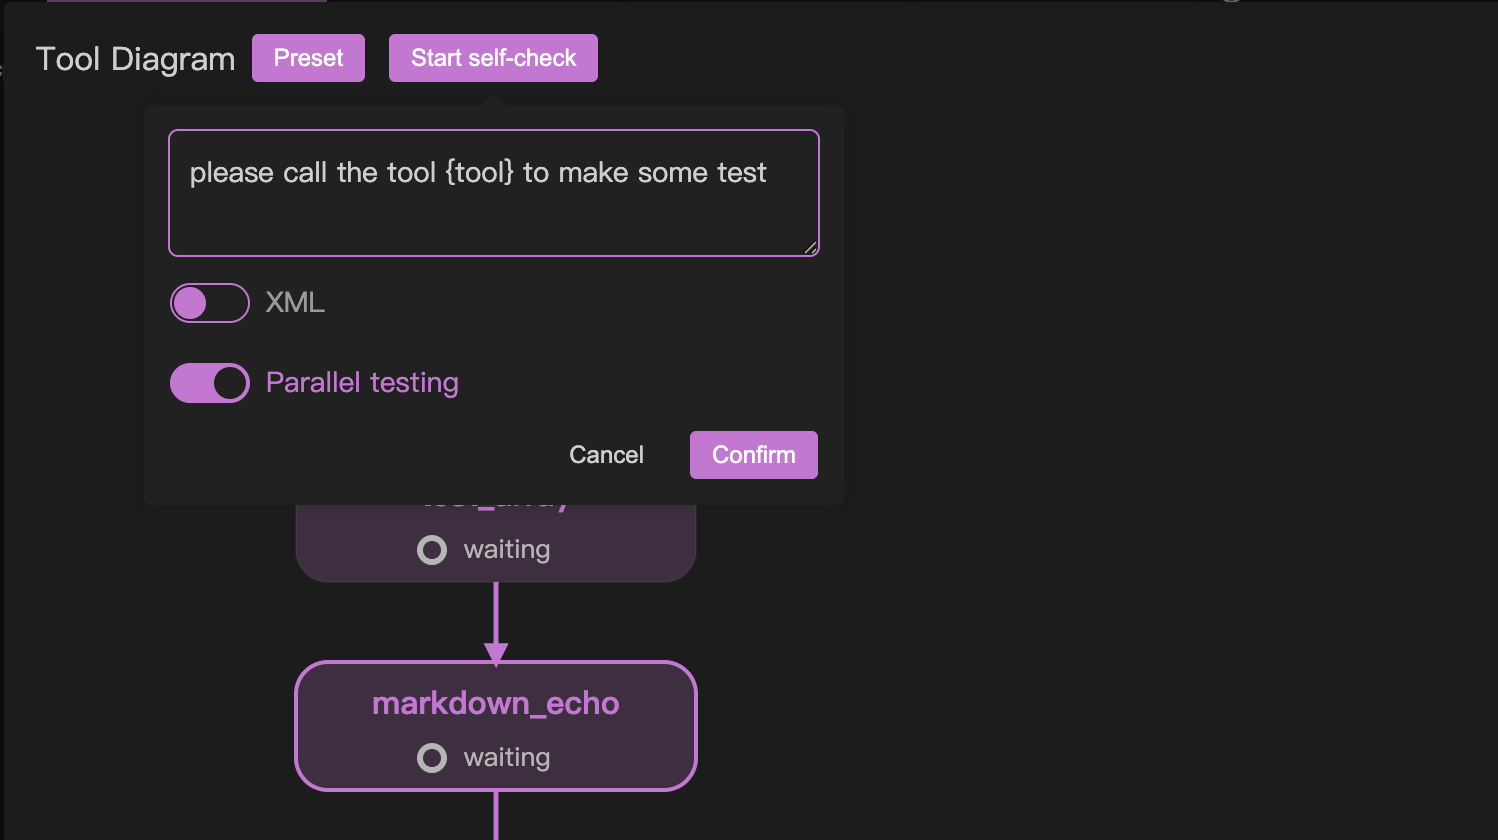 Tool Diagram Preset Start self-check
please call the tool {tool} to make some test
XML
Parallel testing
Cancel Confirm
waiting
markdown_echo
waiting